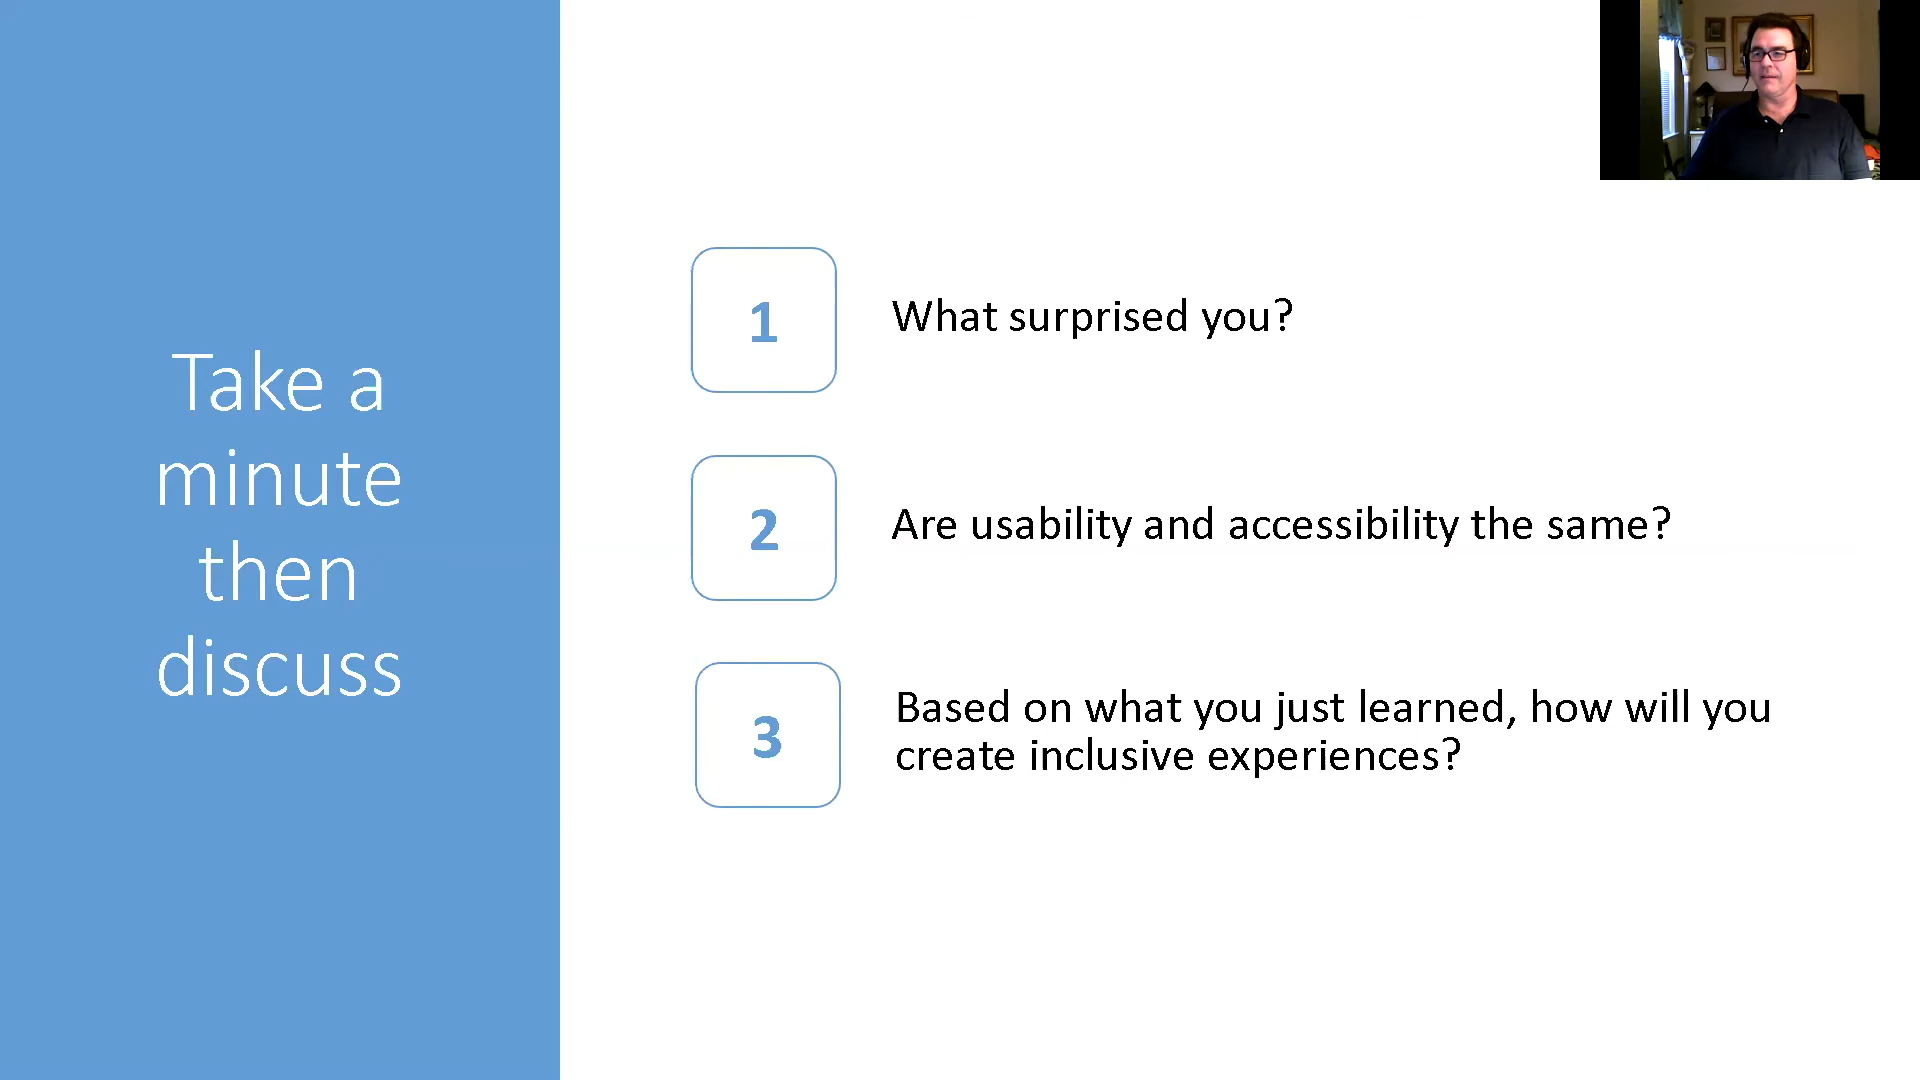 Take a
minute
then
discuss
1
What surprised you?
2
Are usability and accessibility the same?
3
Based on what you just learned, how will you
create inclusive experiences?